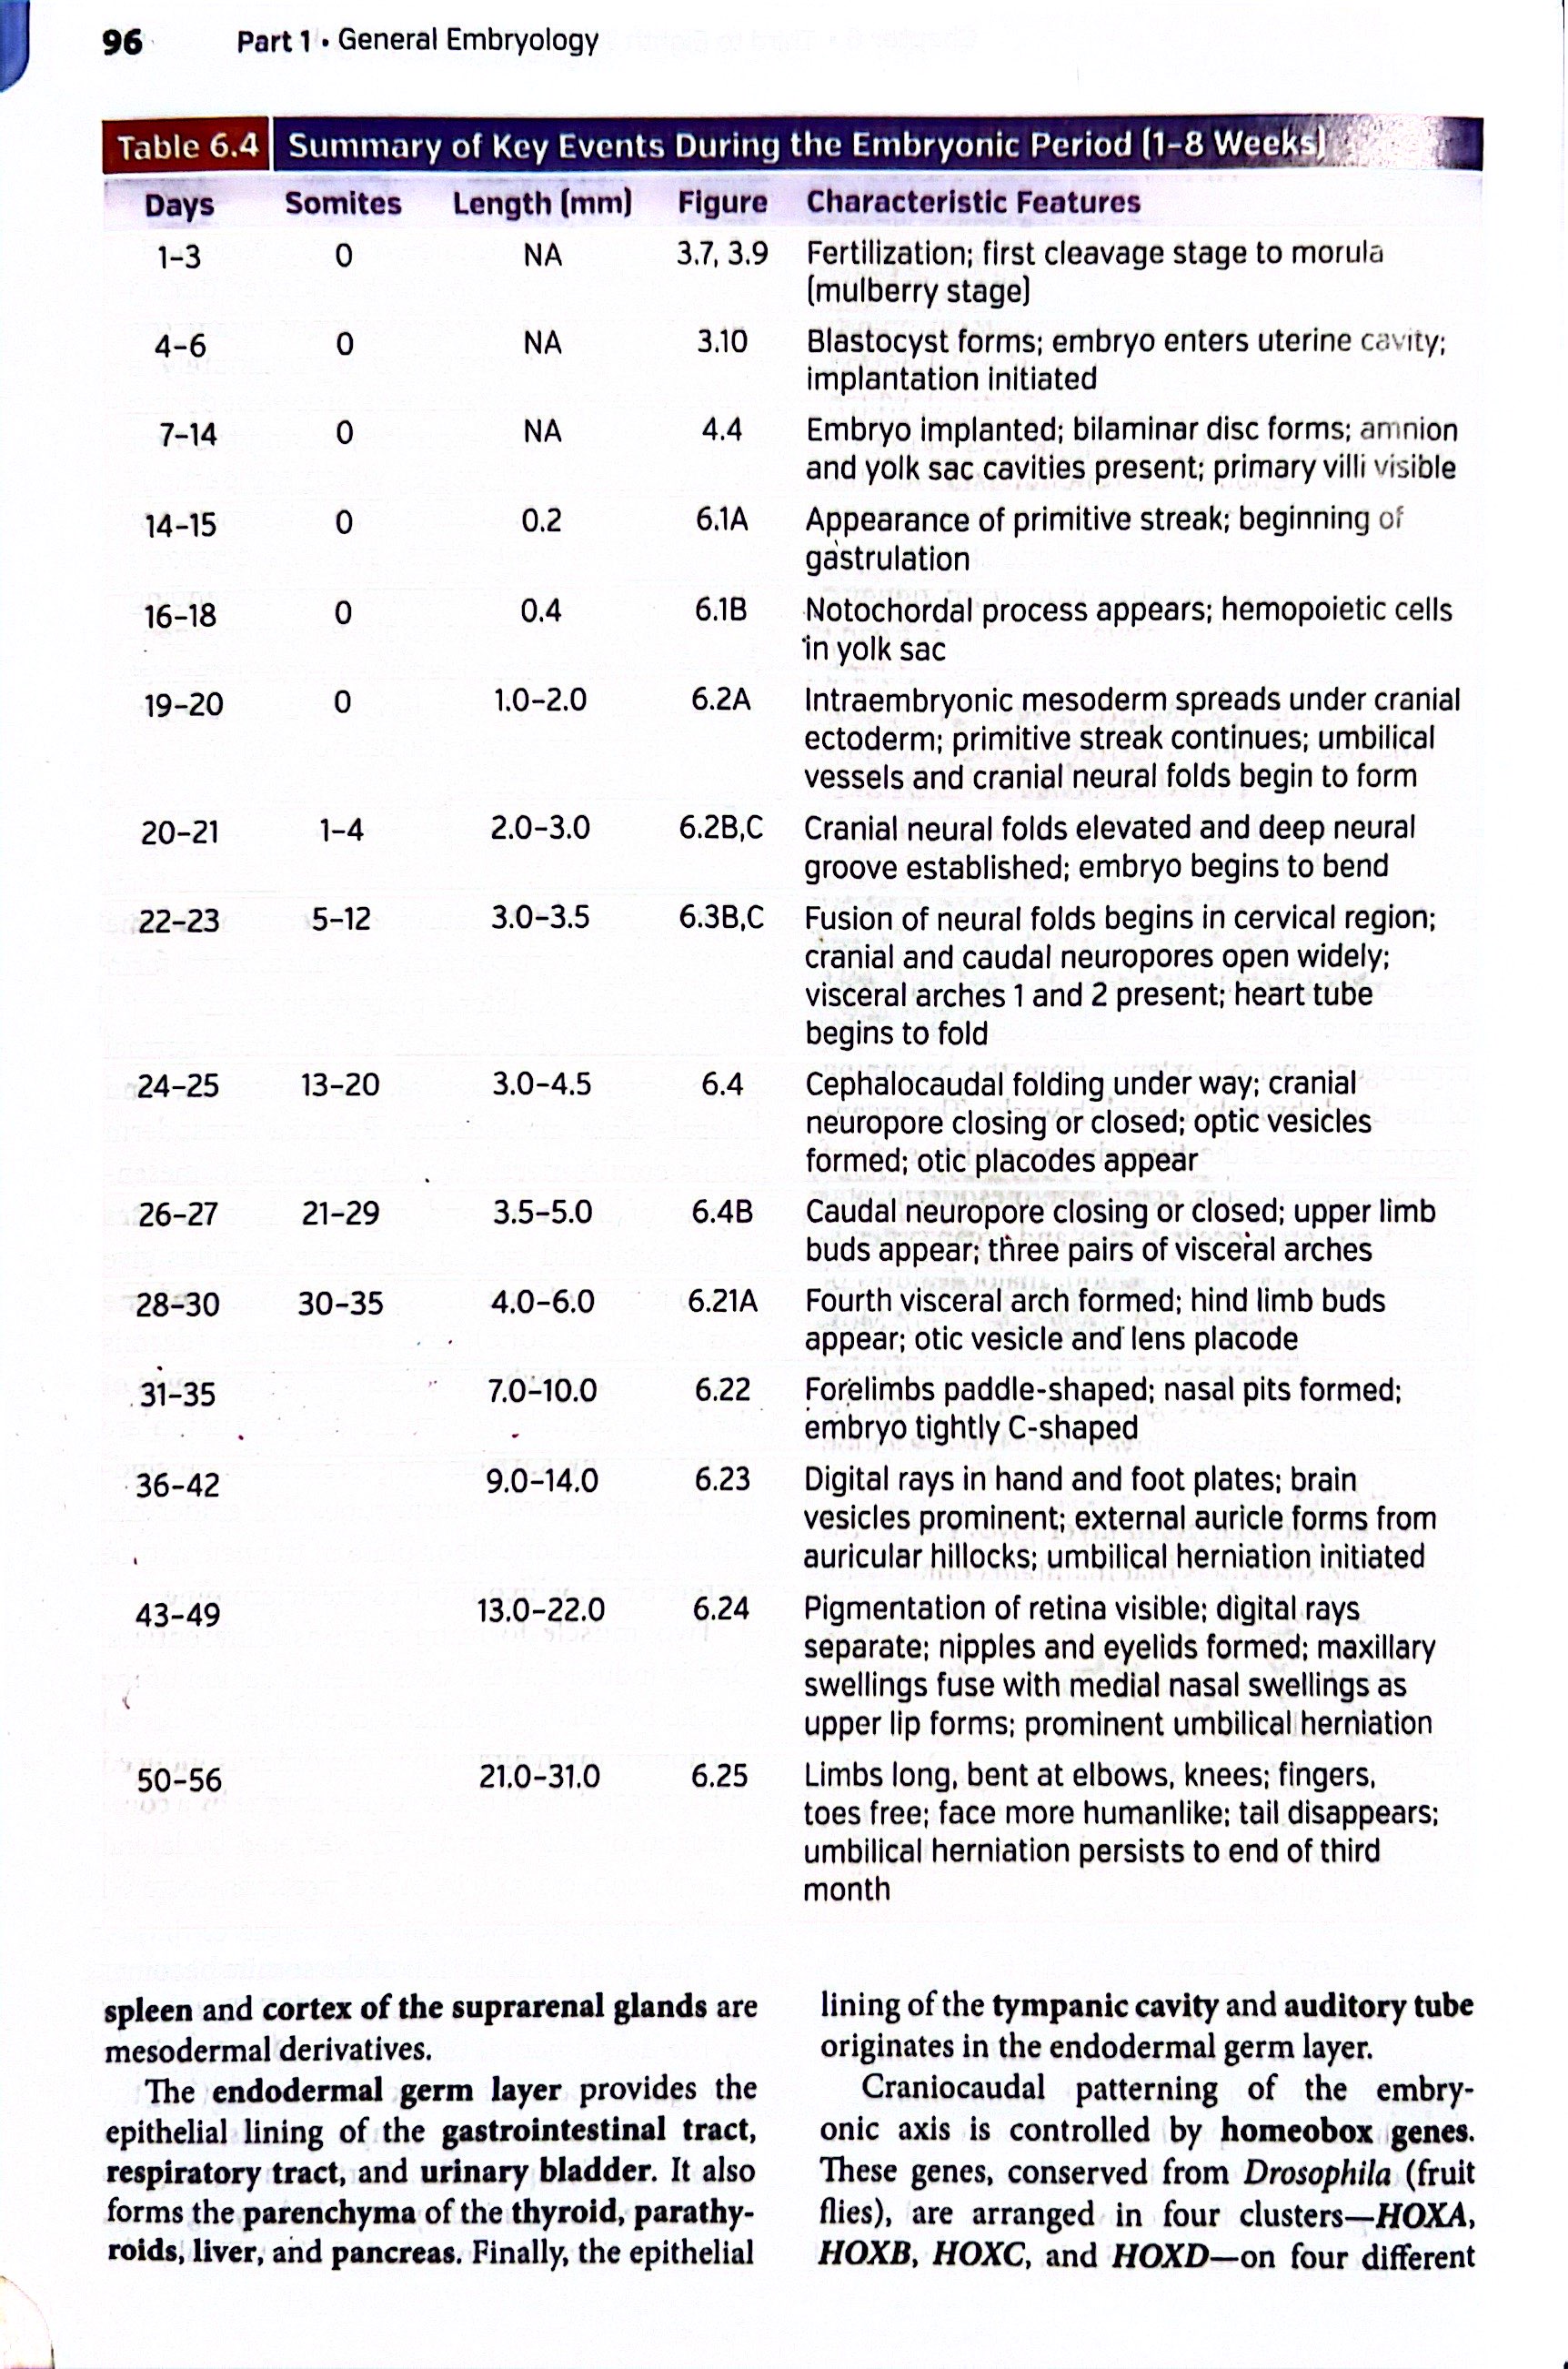 96 Part 1 • General Embryology
Table 6.4 Summary of Key Events During the Embryonic Period (1–8 Weeks)
Days Somites Length (mm) Figure Characteristic Features
1–3 0 NA 3.7, 3.9 Fertilization; first cleavage stage to morula
(mulberry stage)
4–6 0 NA 3.10 Blastocyst forms; embryo enters uterine cavity;
implantation initiated
7–14 0 NA 4.4 Embryo implanted; bilaminar disc forms; amnion
and yolk sac cavities present; primary villi visible
14–15 0 0.2 6.1A Appearance of primitive streak; beginning of
gastrulation
16–18 0 0.4 6.1B Notochordal process appears; hemopoietic cells
in yolk sac
19–20 0 1.0–2.0 6.2A Intraembryonic mesoderm spreads under cranial
ectoderm; primitive streak continues; umbilical
vessels and cranial neural folds begin to form
20–21 1–4 2.0–3.0 6.2B,C Cranial neural folds elevated and deep neural
groove established; embryo begins to bend
22–23 5–12 3.0–3.5 6.3B,C Fusion of neural folds begins in cervical region;
cranial and caudal neuropores open widely;
visceral arches 1 and 2 present; heart tube
begins to fold
24–25 13–20 3.0–4.5 6.4 Cephalocaudal folding under way; cranial
neuropore closing or closed; optic vesicles
formed; otic placodes appear
26–27 21–29 3.5–5.0 6.4B Caudal neuropore closing or closed; upper limb
buds appear; three pairs of visceral arches
28–30 30–35 4.0–6.0 6.21A Fourth visceral arch formed; hind limb buds
appear; otic vesicle and lens placode
31–35 7.0–10.0 6.22 Forelimbs paddle-shaped; nasal pits formed;
embryo tightly C-shaped
36–42 9.0–14.0 6.23 Digital rays in hand and foot plates; brain
vesicles prominent; external auricle forms from
auricular hillocks; umbilical herniation initiated
43–49 13.0–22.0 6.24 Pigmentation of retina visible; digital rays
separate; nipples and eyelids formed; maxillary
swellings fuse with medial nasal swellings as
upper lip forms; prominent umbilical herniation
50–56 21.0–31.0 6.25 Limbs long, bent at elbows, knees; fingers,
toes free; face more humanlike; tail disappears;
umbilical herniation persists to end of third
month
spleen and cortex of the suprarenal glands are
mesodermal derivatives.
The endodermal germ layer provides the
epithelial lining of the gastrointestinal tract,
respiratory tract, and urinary bladder. It also
forms the parenchyma of the thyroid, parathy-
roids, liver, and pancreas. Finally, the epithelial
lining of the tympanic cavity and auditory tube
originates in the endodermal germ layer.
Craniocaudal patterning of the embry-
onic axis is controlled by homeobox genes.
These genes, conserved from Drosophila (fruit
flies), are arranged in four clusters—HOXA,
HOXB, HOXC, and HOXD—on four different